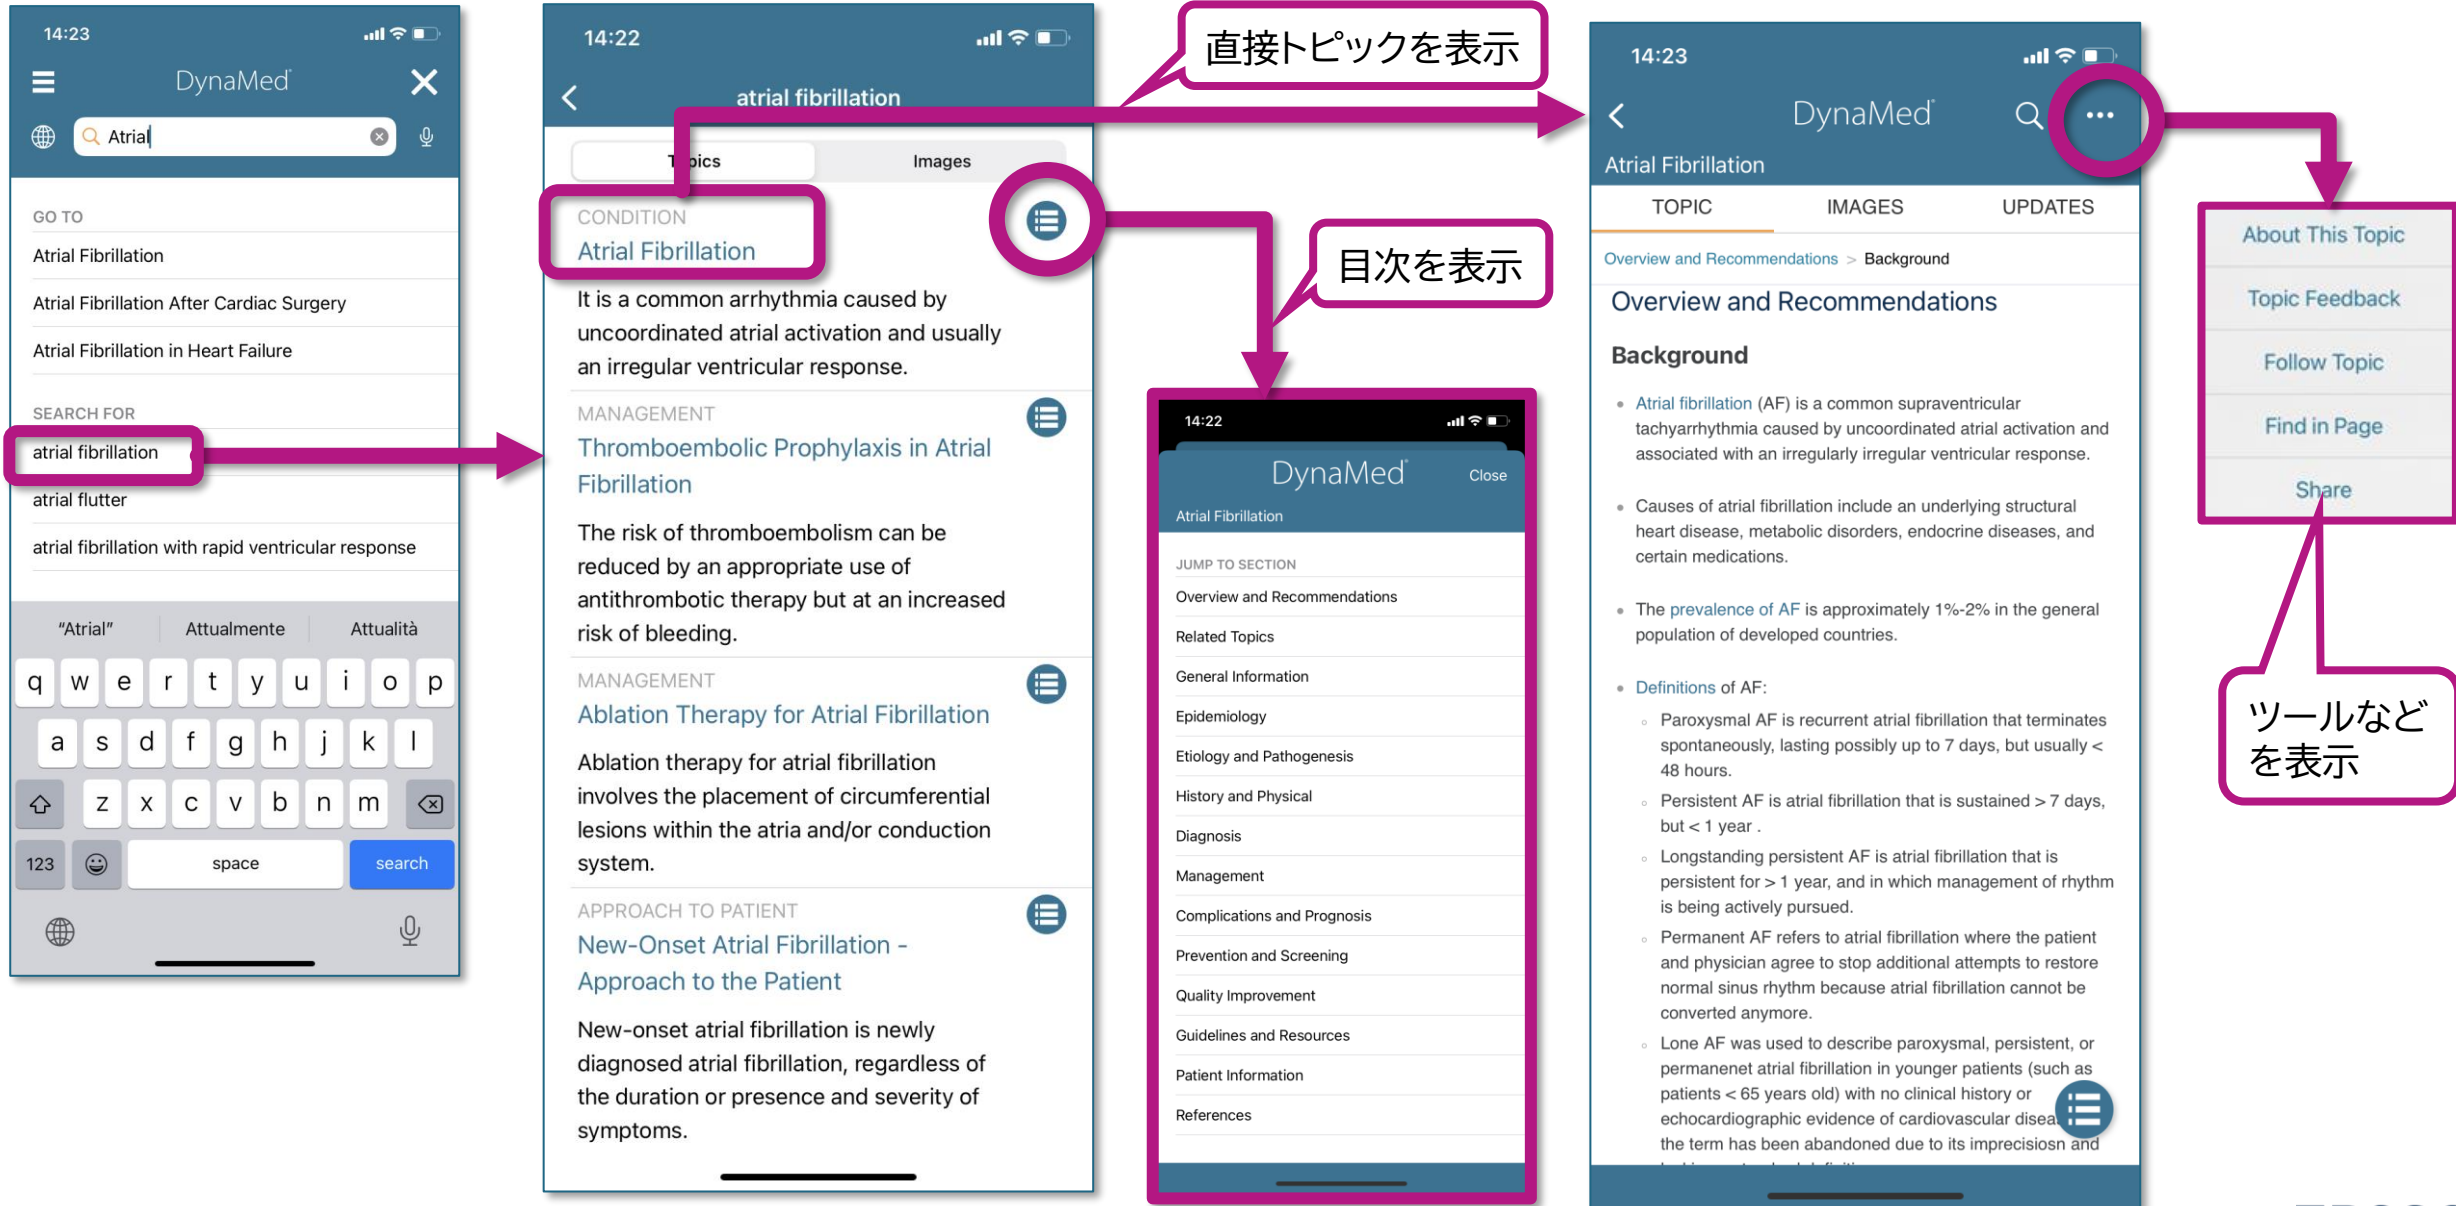 14:23
DynaMed
Atrial
GO TO
Atrial Fibrillation
Atrial Fibrillation After Cardiac Surgery
Atrial Fibrillation in Heart Failure
SEARCH FOR
atrial fibrillation
atrial flutter
atrial fibrillation with rapid ventricular response
“Atrial”
Attualmente
Attualità
q w e r t y u i o p
a s d f g h j k l
z x c v b n m
123
space
search
14:22
atrial fibrillation
Topics
Images
CONDITION
Atrial Fibrillation
It is a common arrhythmia caused by
uncoordinated atrial activation and usually
an irregular ventricular response.
MANAGEMENT
Thromboembolic Prophylaxis in Atrial
Fibrillation
The risk of thromboembolism can be
reduced by an appropriate use of
antithrombotic therapy but at an increased
risk of bleeding.
MANAGEMENT
Ablation Therapy for Atrial Fibrillation
Ablation therapy for atrial fibrillation
involves the placement of circumferential
lesions within the atria and/or conduction
system.
APPROACH TO PATIENT
New-Onset Atrial Fibrillation -
Approach to the Patient
New-onset atrial fibrillation is newly
diagnosed atrial fibrillation, regardless of
the duration or presence and severity of
symptoms.
直接トピックを表示
目次を表示
14:22
DynaMed
Close
Atrial Fibrillation
JUMP TO SECTION
Overview and Recommendations
Related Topics
General Information
Epidemiology
Etiology and Pathogenesis
History and Physical
Diagnosis
Management
Complications and Prognosis
Prevention and Screening
Quality Improvement
Guidelines and Resources
Patient Information
References
14:23
DynaMed
Atrial Fibrillation
TOPIC
IMAGES
UPDATES
Overview and Recommendations > Background
Overview and Recommendations
Background
• Atrial fibrillation (AF) is a common supraventricular
tachyarrhythmia caused by uncoordinated atrial activation and
associated with an irregularly irregular ventricular response.
• Causes of atrial fibrillation include an underlying structural
heart disease, metabolic disorders, endocrine diseases, and
certain medications.
• The prevalence of AF is approximately 1%-2% in the general
population of developed countries.
• Definitions of AF:
◦ Paroxysmal AF is recurrent atrial fibrillation that terminates
spontaneously, lasting possibly up to 7 days, but usually <
48 hours.
◦ Persistent AF is atrial fibrillation that is sustained > 7 days,
but < 1 year .
◦ Longstanding persistent AF is atrial fibrillation that is
persistent for > 1 year, and in which management of rhythm
is being actively pursued.
◦ Permanent AF refers to atrial fibrillation where the patient
and physician agree to stop additional attempts to restore
normal sinus rhythm because atrial fibrillation cannot be
converted anymore.
◦ Lone AF was used to describe paroxysmal, persistent, or
permanenet atrial fibrillation in younger patients (such as
patients < 65 years old) with no clinical history or
echocardiographic evidence of cardiovascular disea
the term has been abandoned due to its imprecisiosn and
About This Topic
Topic Feedback
Follow Topic
Find in Page
Share
ツールなど
を表示